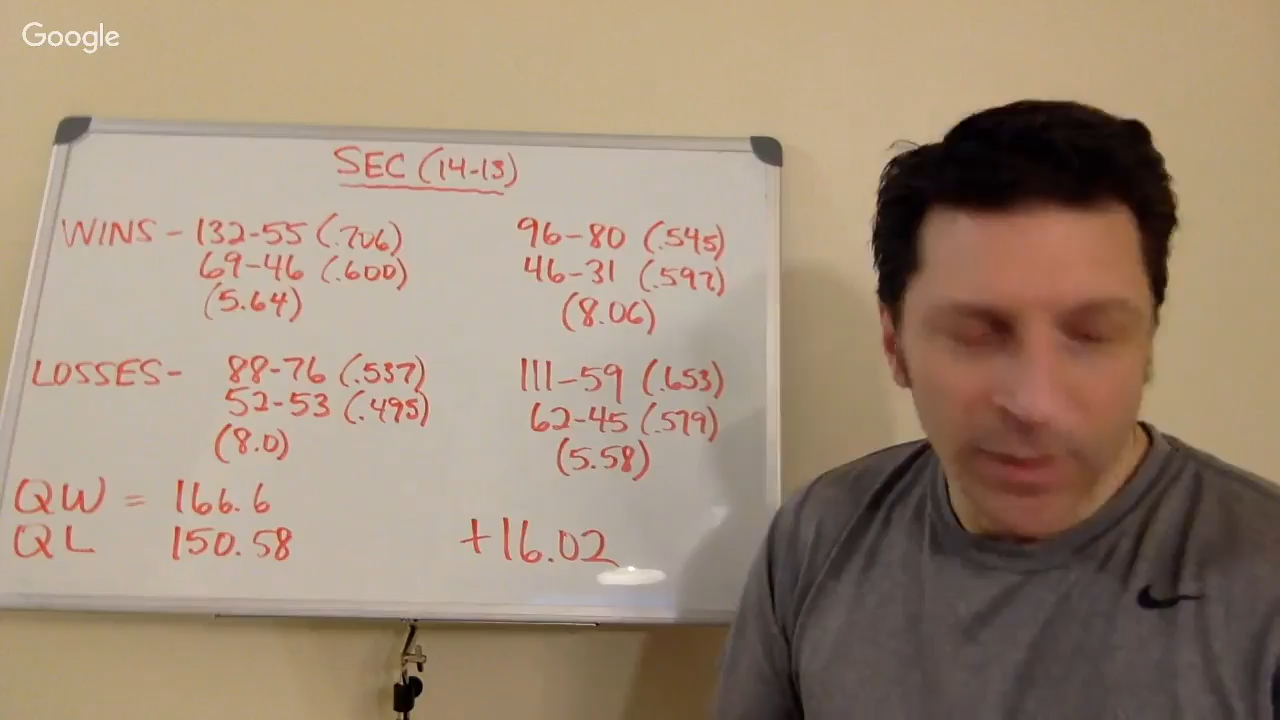 Google
SEC (14-13)
WINS - 132-55 (.706)
69-46 (.600)
(5.64)
96-80 (.545)
46-31 (.597)
(8.06)
LOSSES- 88-76 (.537)
52-53 (.495)
(8.0)
111-59 (.653)
62-45 (.579)
(5.58)
QW = 166.6
QL 150.58
+16.02